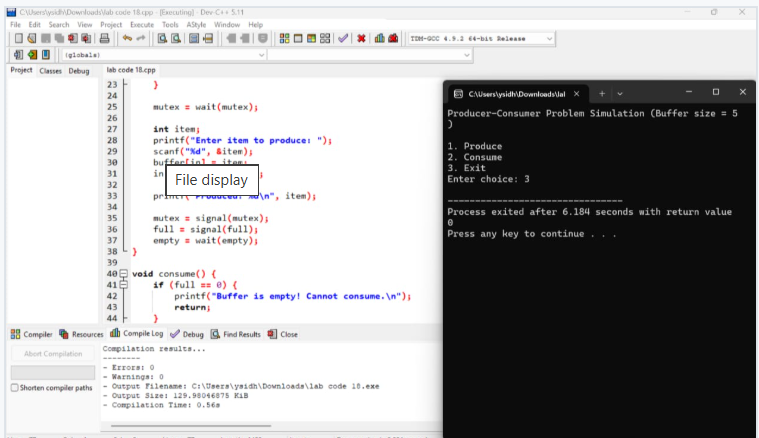 C:\Users\ysidh\Downloads\lab code 18.cpp - [Executing] - Dev-C++ 5.11
File Edit Search View Project Execute Tools AStyle Window Help
TDM-GCC 4.9.2 64-bit Release
(globals)
Project Classes Debug
lab code 18.cpp
23 }
24
25 mutex = wait(mutex);
26
27 int item;
28 printf("Enter item to produce: ");
29 scanf("%d", &item);
30 buffer[in] = item;
31 in ;
32
33 printf("Produced: %d\n", item);
34
35 mutex = signal(mutex);
36 full = signal(full);
37 empty = wait(empty);
38 }
39
40 void consume() {
41 if (full == 0) {
42 printf("Buffer is empty! Cannot consume.\n");
43 return;
44 }
File display
Compiler Resources Compile Log Debug Find Results Close
Abort Compilation
Shorten compiler paths
Compilation results...
--------
- Errors: 0
- Warnings: 0
- Output Filename: C:\Users\ysidh\Downloads\lab code 18.exe
- Output Size: 129.98046875 KiB
- Compilation Time: 0.56s
C:\Users\ysidh\Downloads\lal
Producer-Consumer Problem Simulation (Buffer size = 5
)
1. Produce
2. Consume
3. Exit
Enter choice: 3
--------------------------------
Process exited after 6.184 seconds with return value
0
Press any key to continue . . .